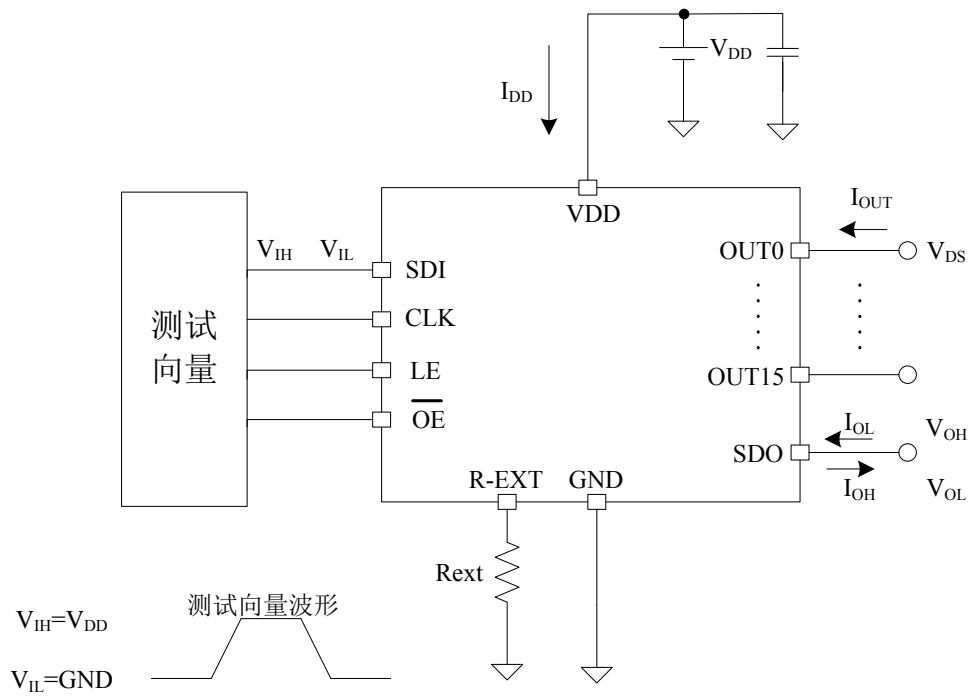 V_DD
I_DD
VDD
I_OUT
OUT0
V_DS
V_IH V_IL
SDI
CLK
LE
OE
测试
向量
OUT15
I_OL
V_OH
SDO
I_OH
V_OL
R-EXT GND
Rext
测试向量波形
V_IH=V_DD
V_IL=GND